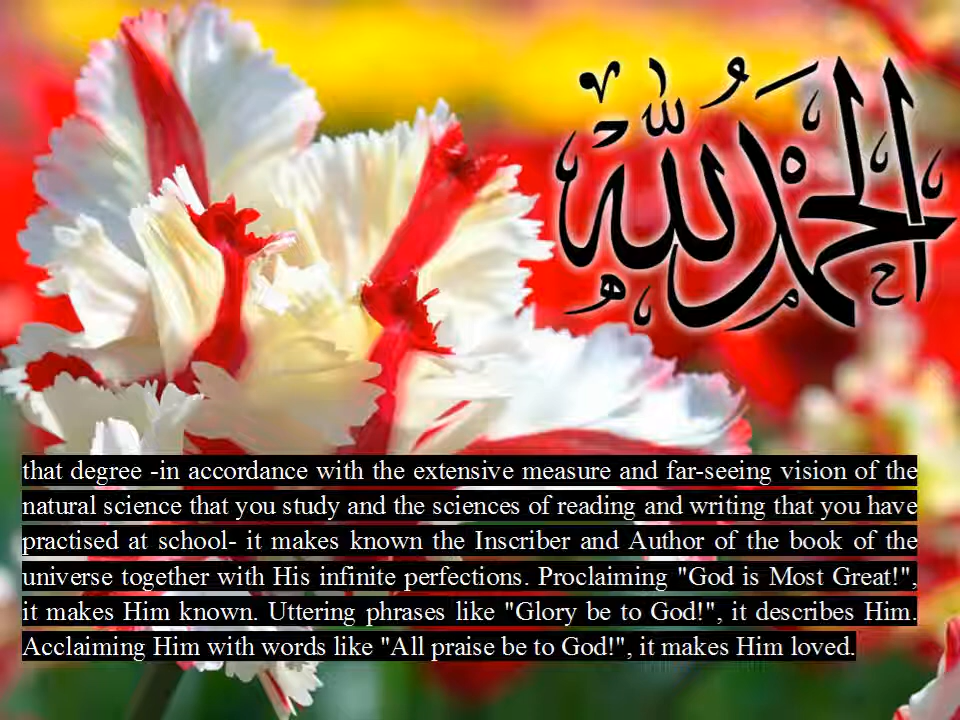 الحمد لله
that degree -in accordance with the extensive measure and far-seeing vision of the
natural science that you study and the sciences of reading and writing that you have
practised at school- it makes known the Inscriber and Author of the book of the
universe together with His infinite perfections. Proclaiming "God is Most Great!",
it makes Him known. Uttering phrases like "Glory be to God!", it describes Him.
Acclaiming Him with words like "All praise be to God!", it makes Him loved.